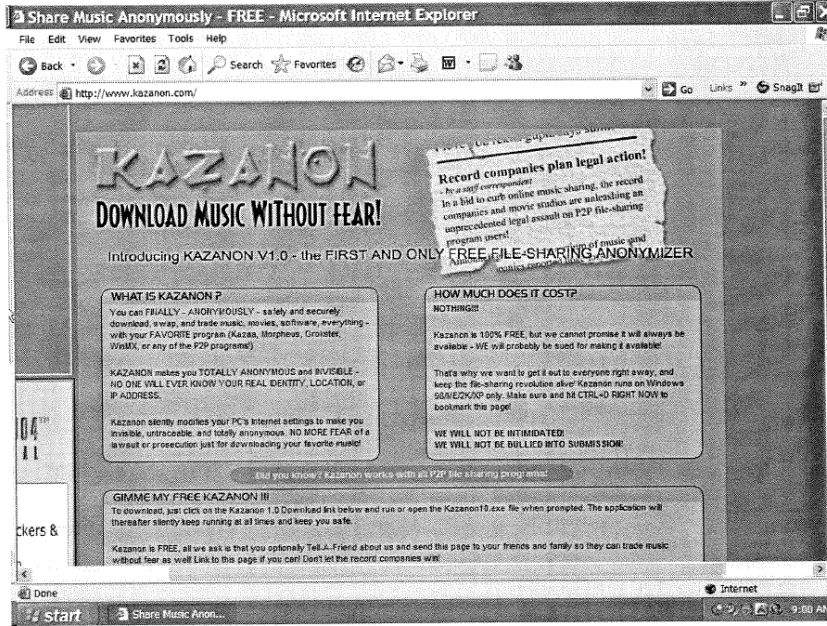 Share Music Anonymously - FREE - Microsoft Internet Explorer
File Edit View Favorites Tools Help
Back Search Favorites
Address http://www.kazanon.com/ Go Links » SnagIt
KAZANON
DOWNLOAD MUSIC WITHOUT FEAR!
Record companies plan legal action!
- by a staff correspondent
In a bid to curb online music sharing, the record
companies and movie studios are unleashing an
unprecedented legal assault on P2P file-sharing
program users!
of music and
Introducing KAZANON V1.0 - the FIRST AND ONLY FREE FILE-SHARING ANONYMIZER
WHAT IS KAZANON ?
You can FINALLY - ANONYMOUSLY - safely and securely
download, swap, and trade music, movies, software, everything -
with your FAVORITE program (Kazaa, Morpheus, Grokster,
WinMX, or any of the P2P programs!)
KAZANON makes you TOTALLY ANONYMOUS and INVISIBLE -
NO ONE WILL EVER KNOW YOUR REAL IDENTITY, LOCATION, or
IP ADDRESS.
Kazanon silently modifies your PC's Internet settings to make you
invisible, untraceable, and totally anonymous. NO MORE FEAR of a
lawsuit or prosecution just for downloading your favorite music!
HOW MUCH DOES IT COST?
NOTHING!!!
Kazanon is 100% FREE, but we cannot promise it will always be
available - WE will probably be sued for making it available!
That's why we want to get it out to everyone right away, and
keep the file-sharing revolution alive! Kazanon runs on Windows
98/ME/2K/XP only. Make sure and hit CTRL+D RIGHT NOW to
bookmark this page!
WE WILL NOT BE INTIMIDATED!
WE WILL NOT BE BULLIED INTO SUBMISSION!
Did you know? Kazanon works with all P2P file sharing programs!
GIMME MY FREE KAZANON !!!
To download, just click on the Kazanon 1.0 Download link below and run or open the Kazanon10.exe file when prompted. The application will
thereafter silently keep running at all times and keep you safe.
Kazanon is FREE, all we ask is that you optionally Tell-A-Friend about us and send this page to your friends and family so they can trade music
without fear as well Link to this page if you can! Don't let the record companies win!
04™
A L
ckers &
Done Internet
start Share Music Anon... 9:00 AM